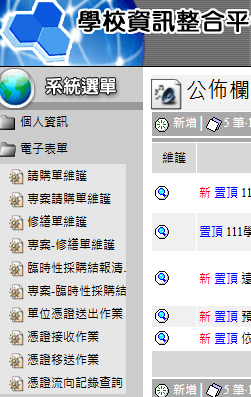 學校資訊整合平
系統選單
公佈欄
個人資訊
新增 5 筆-1
電子表單
維護
請購單維護
新 置頂 11
專案請購單維護
修繕單維護
置頂 111學
專案-修繕單維護
臨時性採購結報清.
新 置頂 遠
專案-臨時性採購結
單位憑證送出作業
新 置頂 預
憑證接收作業
新 置頂 依
憑證移送作業
憑證流向記錄查詢
新增 5 筆-1